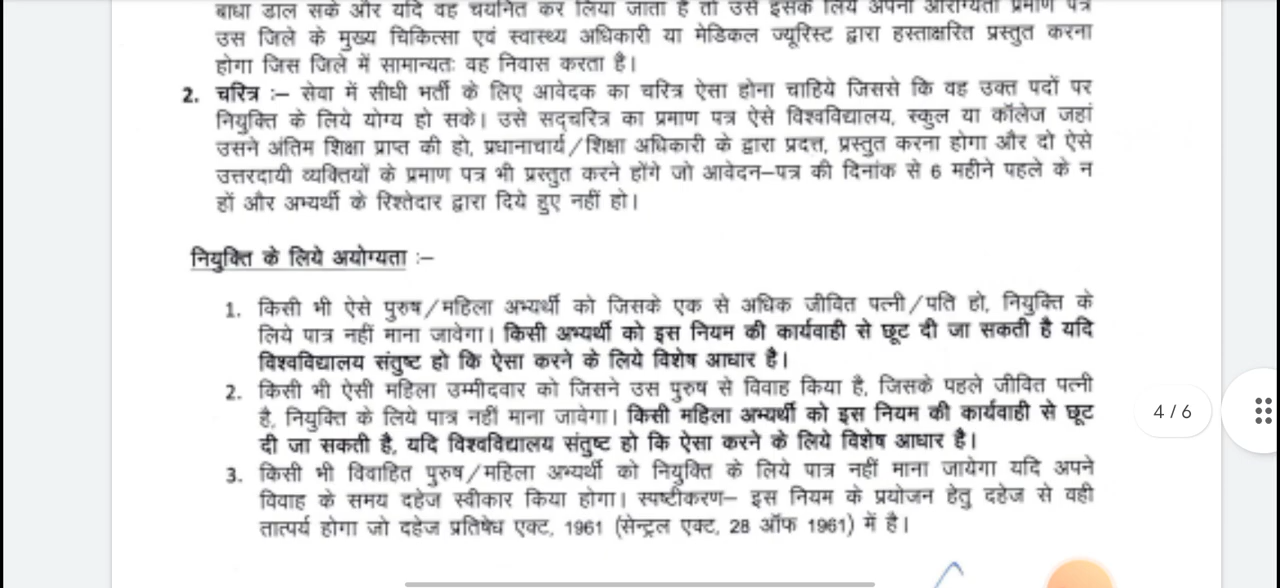 बाधा डाल सके और यदि वह चयनित कर लिया जाता है तो उसे इसके लिये अपना आरोग्यता प्रमाण पत्र
उस जिले के मुख्य चिकित्सा एवं स्वास्थ्य अधिकारी या मेडिकल ज्यूरिस्ट द्वारा हस्ताक्षरित प्रस्तुत करना
होगा जिस जिले में सामान्यतः वह निवास करता है।
2. चरित्र :– सेवा में सीधी भर्ती के लिए आवेदक का चरित्र ऐसा होना चाहिये जिससे कि वह उक्त पदों पर
नियुक्ति के लिये योग्य हो सके। उसे सद्चरित्र का प्रमाण पत्र ऐसे विश्वविद्यालय, स्कुल या कॉलेज जहां
उसने अंतिम शिक्षा प्राप्त की हो, प्रधानाचार्य/शिक्षा अधिकारी के द्वारा प्रदत्त, प्रस्तुत करना होगा और दो ऐसे
उत्तरदायी व्यक्तियों के प्रमाण पत्र भी प्रस्तुत करने होंगे जो आवेदन–पत्र की दिनांक से 6 महीने पहले के न
हों और अभ्यर्थी के रिश्तेदार द्वारा दिये हुए नहीं हो।
नियुक्ति के लिये अयोग्यता :–
1. किसी भी ऐसे पुरुष/महिला अभ्यर्थी को जिसके एक से अधिक जीवित पत्नी/पति हो, नियुक्ति के
लिये पात्र नहीं माना जावेगा। किसी अभ्यर्थी को इस नियम की कार्यवाही से छूट दी जा सकती है यदि
विश्वविद्यालय संतुष्ट हो कि ऐसा करने के लिये विशेष आधार है।
2. किसी भी ऐसी महिला उम्मीदवार को जिसने उस पुरुष से विवाह किया है, जिसके पहले जीवित पत्नी
है, नियुक्ति के लिये पात्र नहीं माना जावेगा। किसी महिला अभ्यर्थी को इस नियम की कार्यवाही से छूट
दी जा सकती है, यदि विश्वविद्यालय संतुष्ट हो कि ऐसा करने के लिये विशेष आधार है।
3. किसी भी विवाहित पुरुष/महिला अभ्यर्थी को नियुक्ति के लिये पात्र नहीं माना जायेगा यदि अपने
विवाह के समय दहेज स्वीकार किया होगा। स्पष्टीकरण– इस नियम के प्रयोजन हेतु दहेज से वही
तात्पर्य होगा जो दहेज प्रतिषेध एक्ट, 1961 (सेन्ट्रल एक्ट, 28 ऑफ 1961) में है।
4 / 6